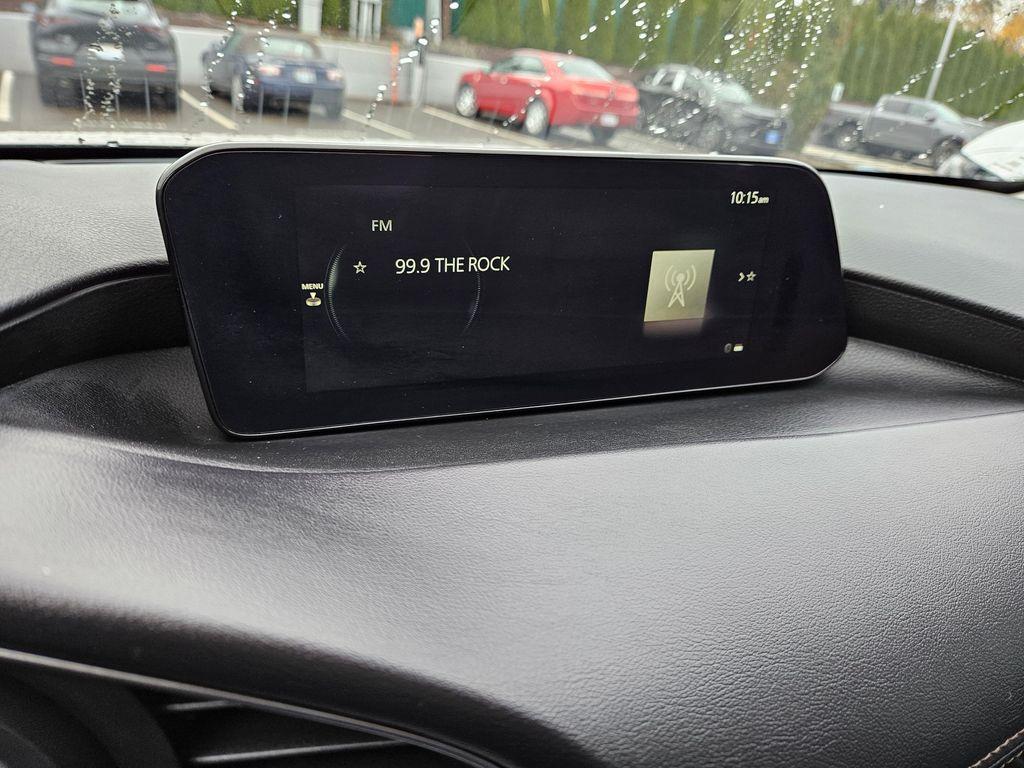 10:15am
FM
99.9 THE ROCK
MENU